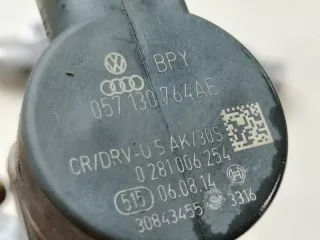 BPY
057 130 764AE
CR/DRV-U S AK/30S
0 281 006 254
515 06.08.14
30843455 3316